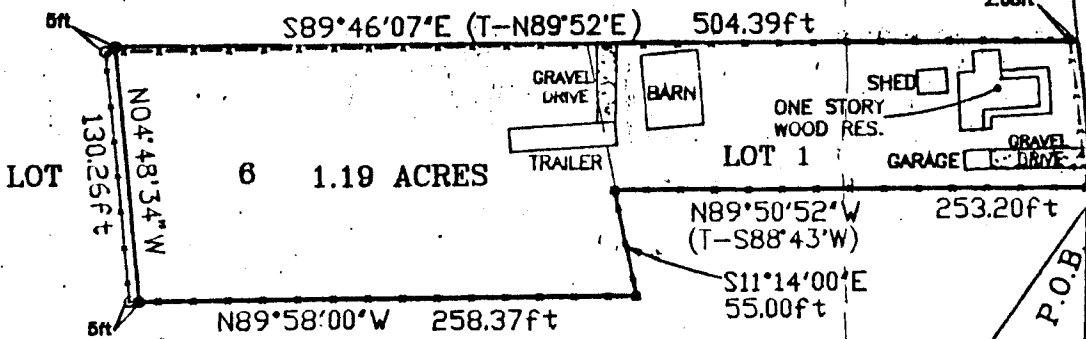 5ft
S89°46'07"E (T-N89°52'E) 504.39ft
GRAVEL
DRIVE
BARN
SHED
ONE STORY
WOOD RES.
N04°48'34"W
130.26ft
LOT 6 1.19 ACRES
TRAILER
LOT 1
GARAGE
GRAVEL
DRIVE
N89°50'52"W 253.20ft
(T-S88°43'W)
S11°14'00"E
55.00ft
P.O.B.
5ft
N89°58'00"W 258.37ft